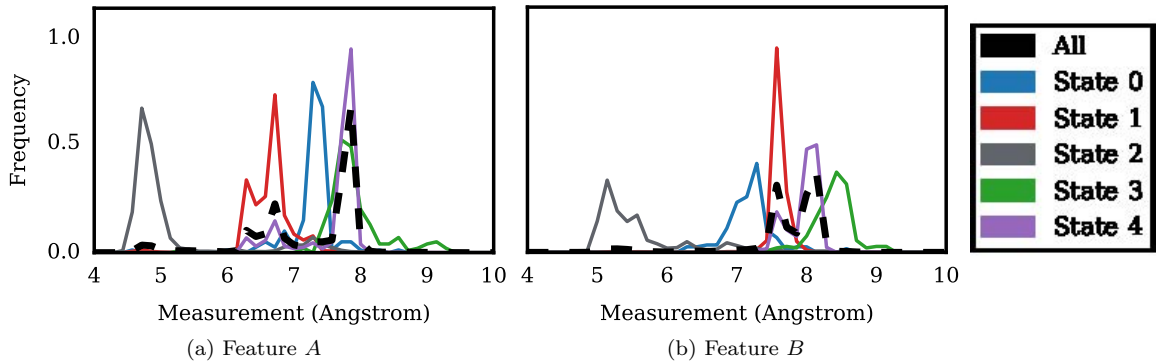 1.0
0.5
0.0
Frequency
4 5 6 7 8 9 10
Measurement (Angstrom)
(a) Feature A
4 5 6 7 8 9 10
Measurement (Angstrom)
(b) Feature B
All
State 0
State 1
State 2
State 3
State 4